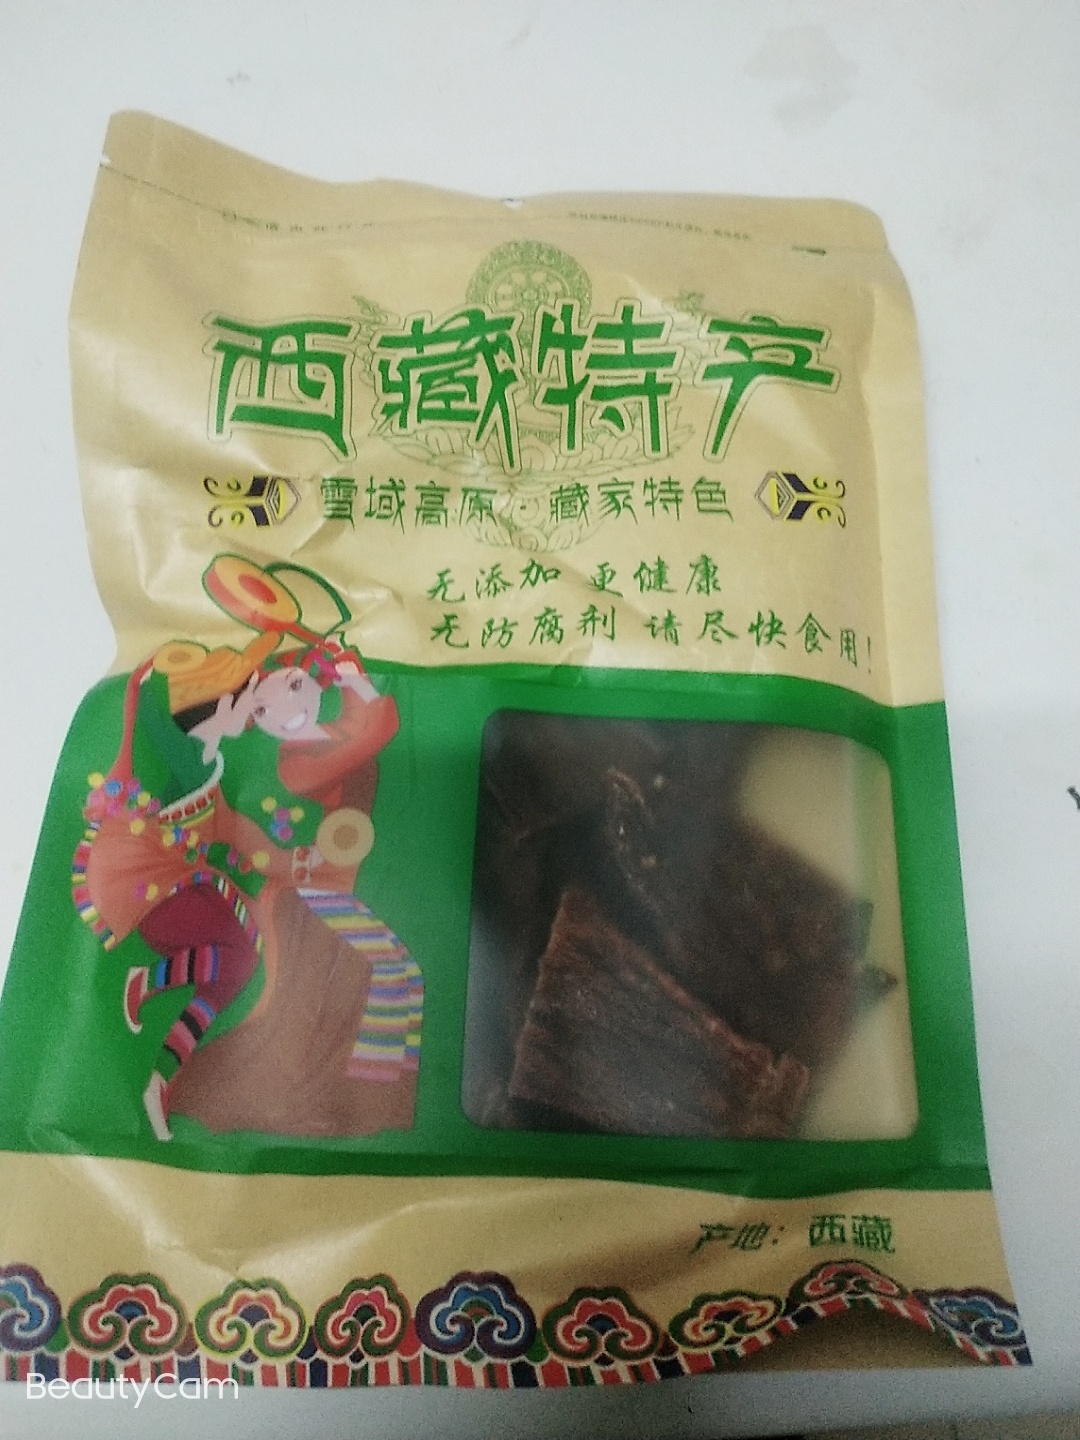 西藏特产
雪域高原·藏家特色
无添加 更健康
无防腐剂 请尽快食用！
产地：西藏
BeautyCam